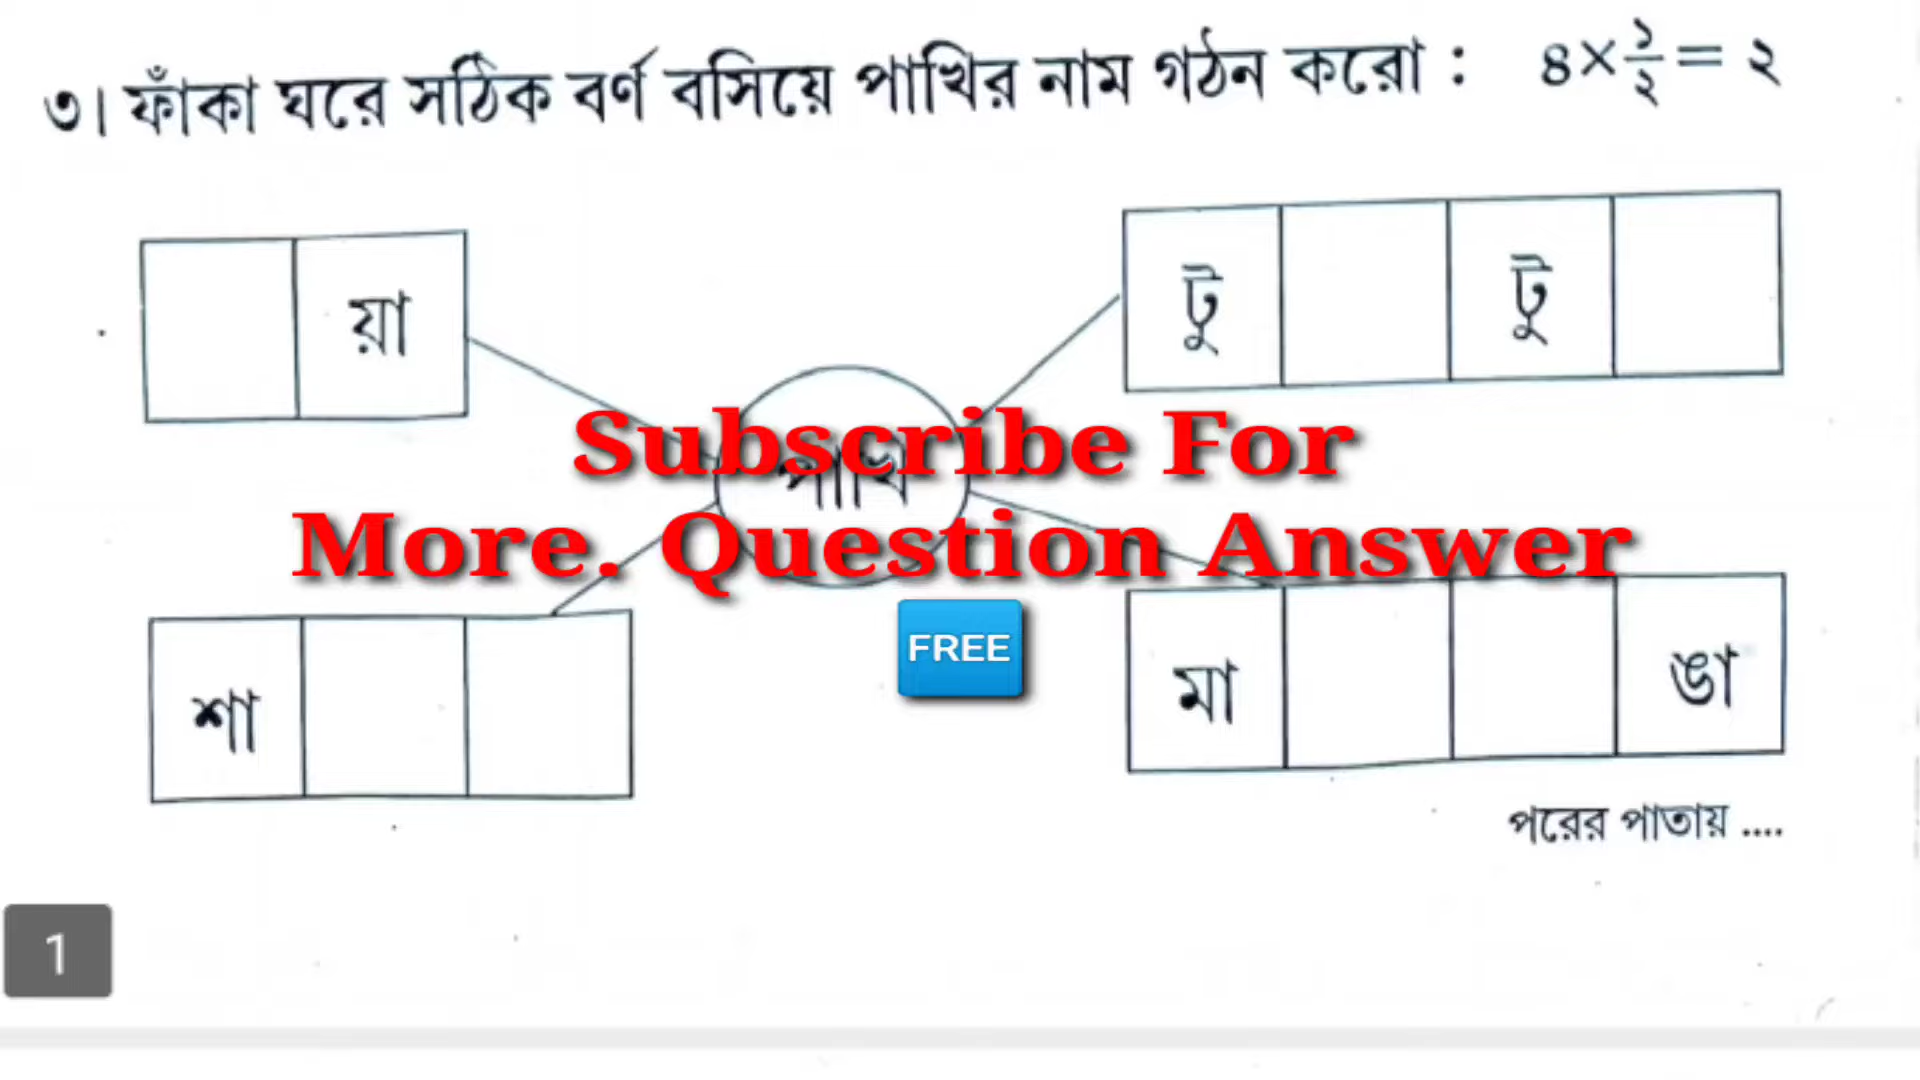 ৩। ফাঁকা ঘরে সঠিক বর্ণ বসিয়ে পাখির নাম গঠন করো : ৪×১/২= ২
য়া
টু টু
পাখি
Subscribe For
More. Question Answer
FREE
শা
মা ঙা
পরের পাতায় ....
1